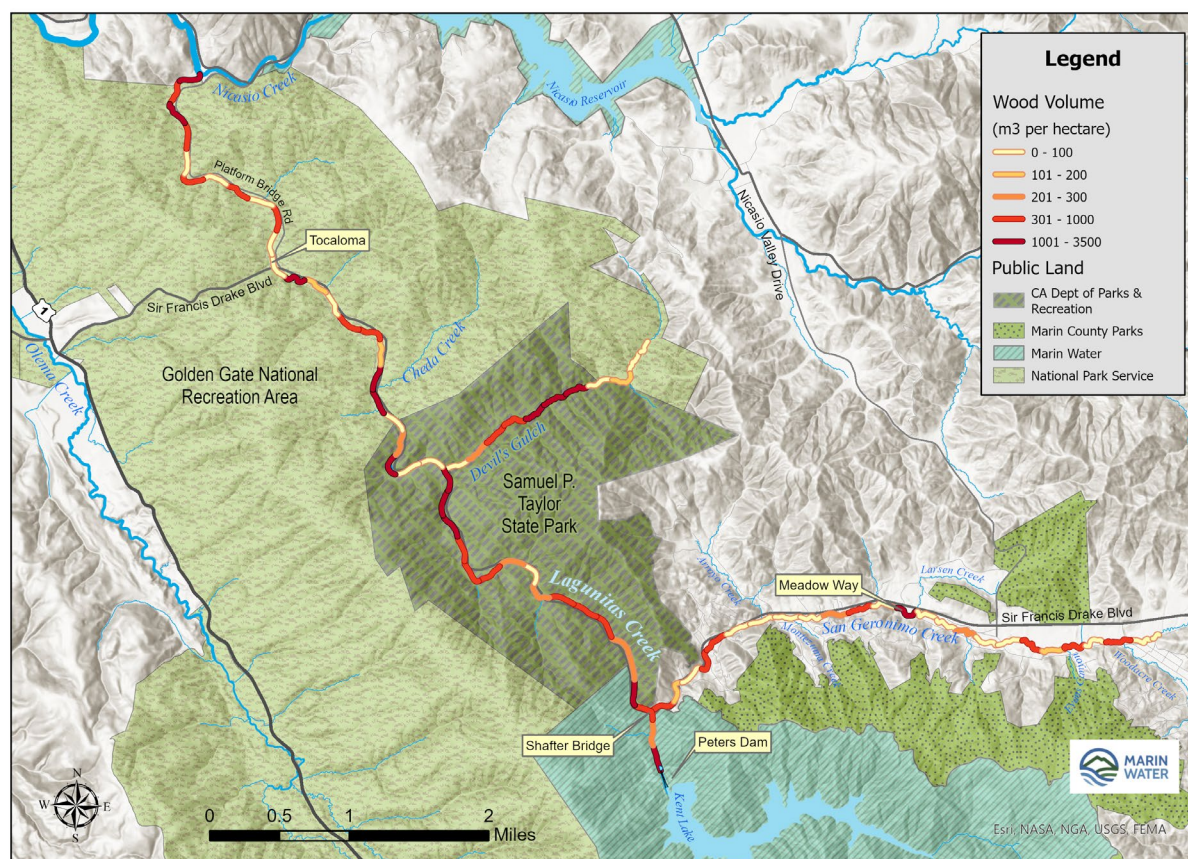 Legend
Wood Volume
(m3 per hectare)
0 - 100
101 - 200
201 - 300
301 - 1000
1001 - 3500
Public Land
CA Dept of Parks &
Recreation
Marin County Parks
Marin Water
National Park Service
Nicasio Creek
Nicasio Reservoir
Platform Bridge
Rd
Tocaloma
Nicasio Valley Drive
Sir Francis Drake Blvd
1
Olema Creek
Cheda Creek
Golden Gate National
Recreation Area
Devil's Gulch
Samuel P.
Taylor
State Park
Lagunitas
Creek
Arroyo Creek
Meadow Way
Larsen Creek
Sir Francis Drake Blvd
San Geronimo Creek
Montezuma Creek
Woodacre Creek
Shafter Bridge
Peters Dam
Kent Lake
MARIN
WATER
N
W
E
S
0
0.5
1
2
Miles
Esri, NASA, NGA, USGS, FEMA